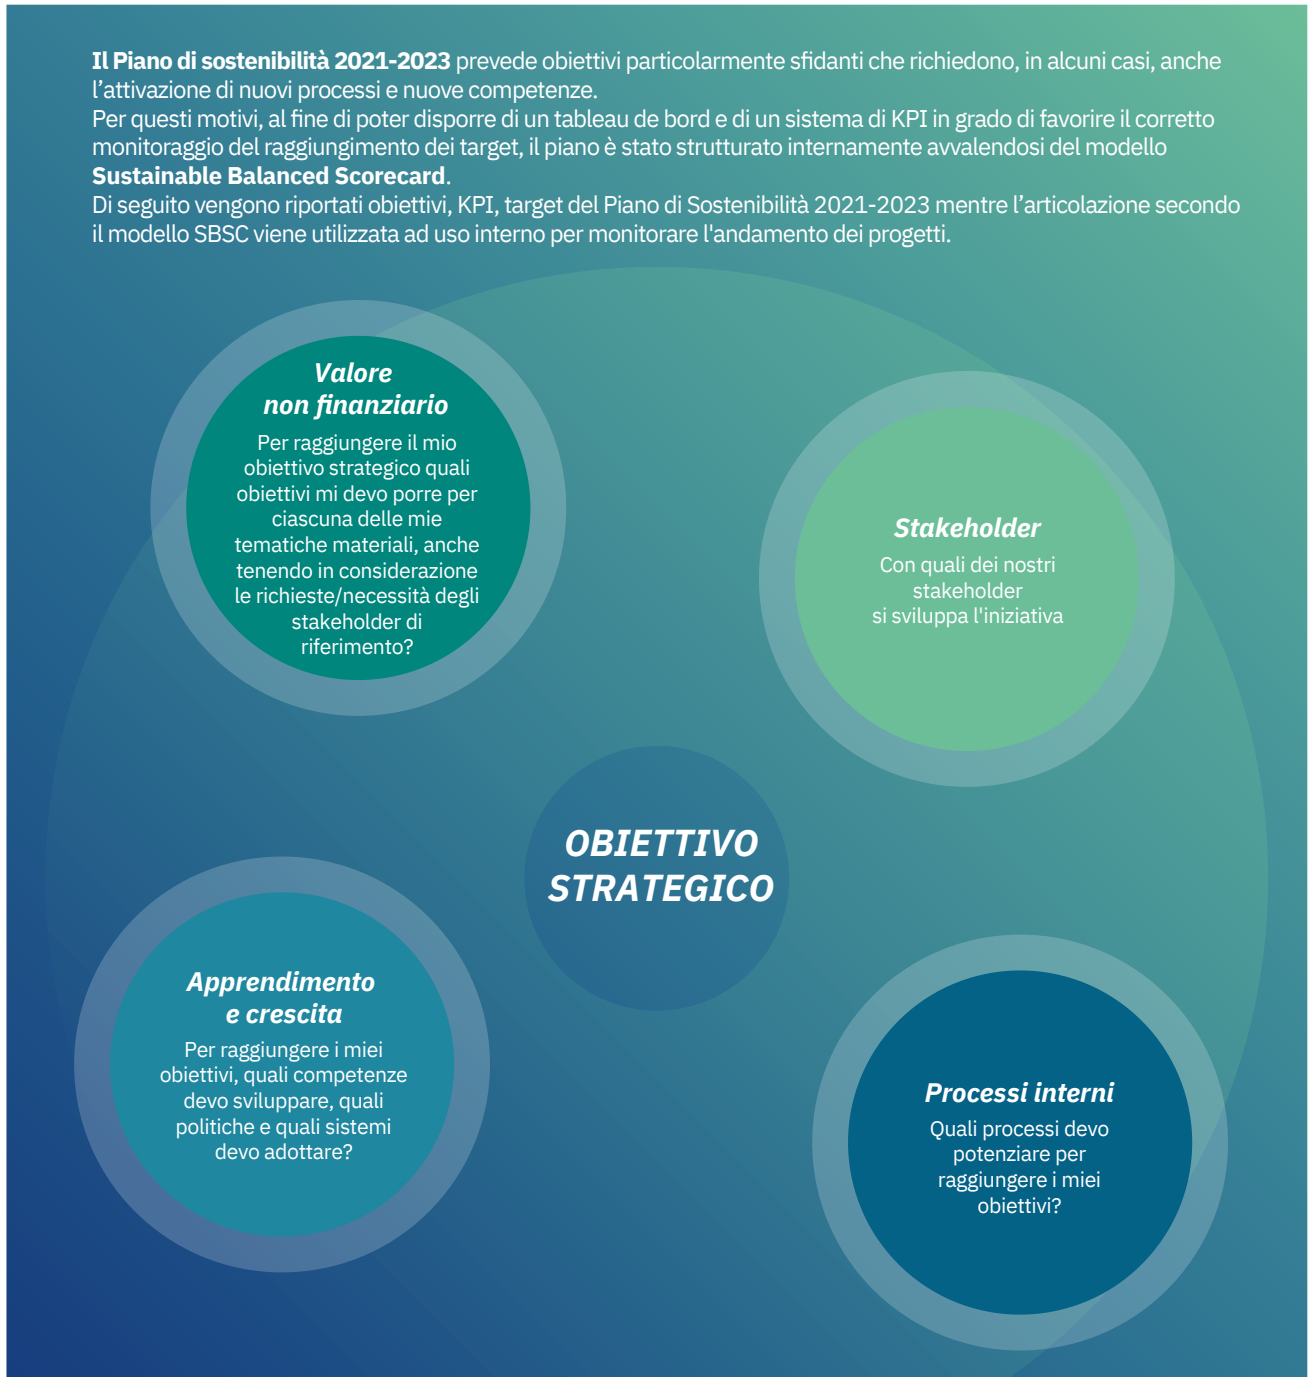 Il Piano di sostenibilità 2021-2023 prevede obiettivi particolarmente sfidanti che richiedono, in alcuni casi, anche
l’attivazione di nuovi processi e nuove competenze.
Per questi motivi, al fine di poter disporre di un tableau de bord e di un sistema di KPI in grado di favorire il corretto
monitoraggio del raggiungimento dei target, il piano è stato strutturato internamente avvalendosi del modello
Sustainable Balanced Scorecard.
Di seguito vengono riportati obiettivi, KPI, target del Piano di Sostenibilità 2021-2023 mentre l’articolazione secondo
il modello SBSC viene utilizzata ad uso interno per monitorare l'andamento dei progetti.
Valore
non finanziario
Per raggiungere il mio
obiettivo strategico quali
obiettivi mi devo porre per
ciascuna delle mie
tematiche materiali, anche
tenendo in considerazione
le richieste/necessità degli
stakeholder di
riferimento?
Stakeholder
Con quali dei nostri
stakeholder
si sviluppa l'iniziativa
OBIETTIVO
STRATEGICO
Apprendimento
e crescita
Per raggiungere i miei
obiettivi, quali competenze
devo sviluppare, quali
politiche e quali sistemi
devo adottare?
Processi interni
Quali processi devo
potenziare per
raggiungere i miei
obiettivi?